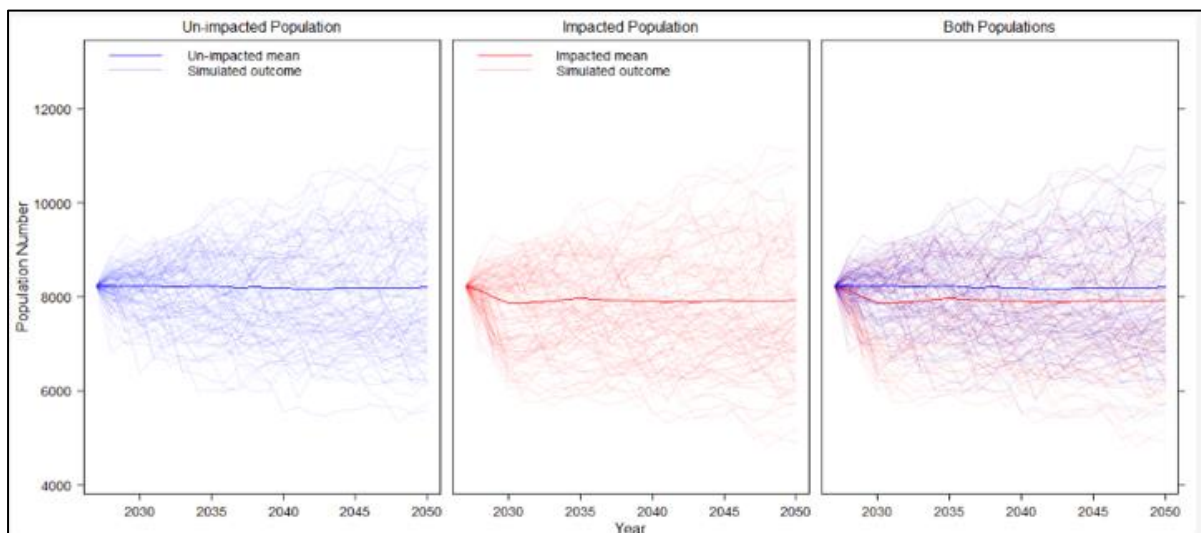 Un-impacted Population
Impacted Population
Both Populations
Un-impacted mean
Simulated outcome
Impacted mean
Simulated outcome
Population Number
12000
10000
8000
6000
4000
2030 2035 2040 2045 2050
2030 2035 2040 2045 2050
2030 2035 2040 2045 2050
Year